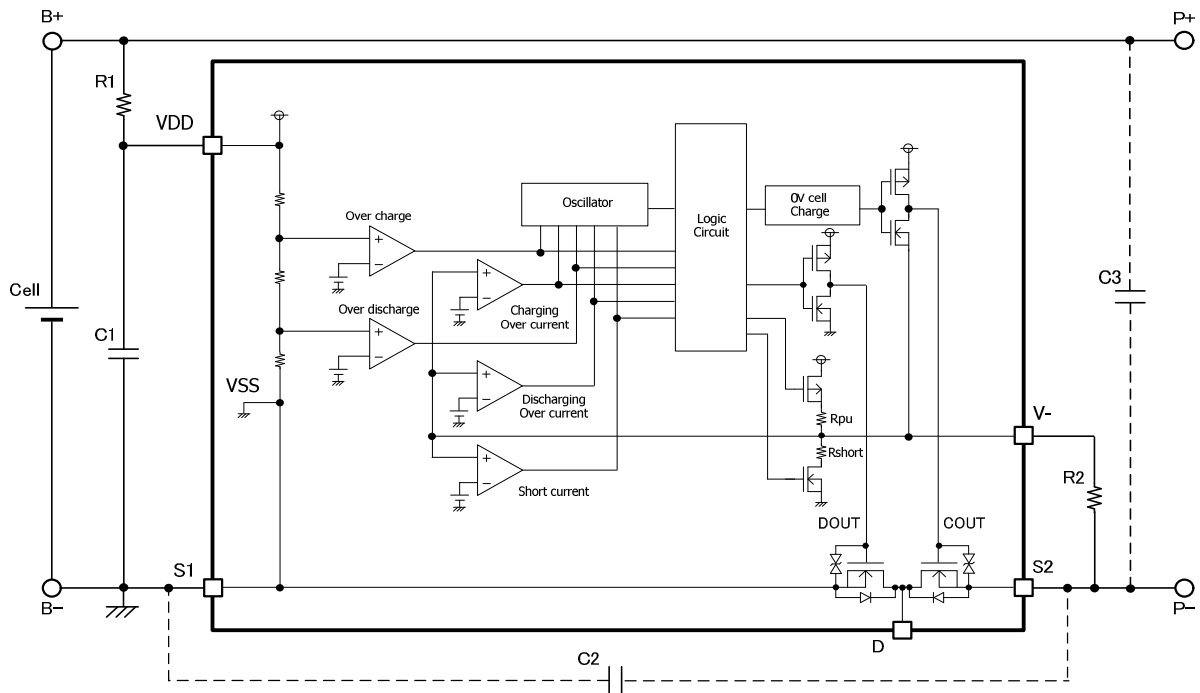 B+
P+
R1
VDD
Oscillator
Logic
Circuit
0V cell
Charge
Over charge
C3
Cell
Charging
Over current
Over discharge
C1
VSS
Discharging
Over current
Rpu
V-
Rshort
R2
Short current
DOUT
COUT
S1
S2
B-
P-
D
C2
+
-
+
-
+
-
+
-
+
-